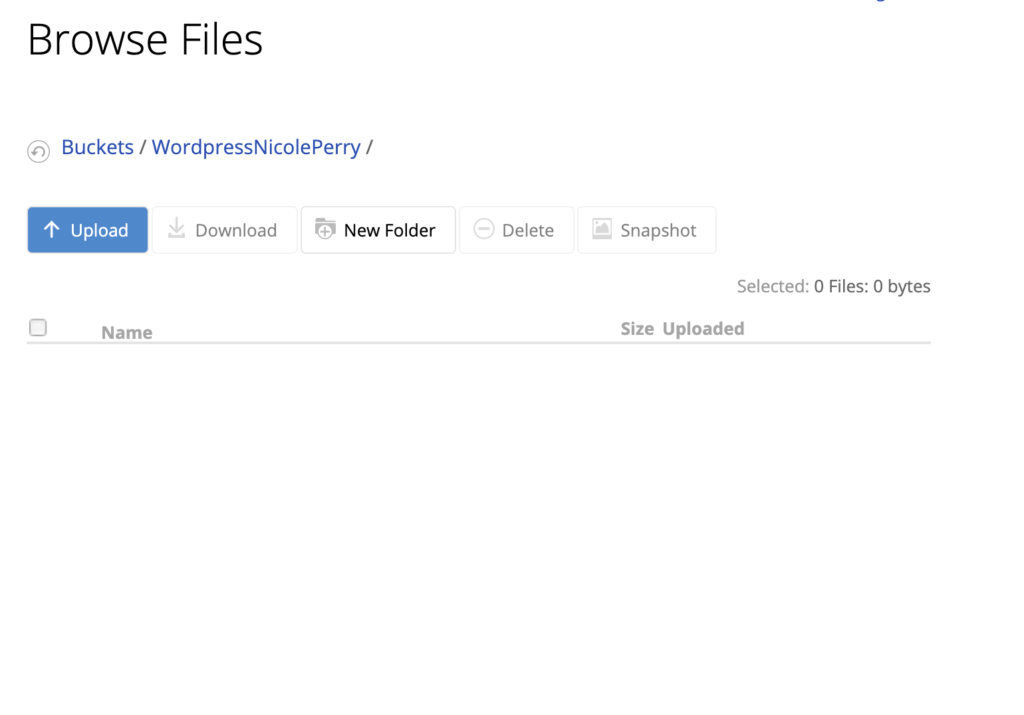 Browse Files
Buckets / WordpressNicolePerry /
Upload Download New Folder Delete Snapshot
Selected: 0 Files: 0 bytes
Name Size Uploaded